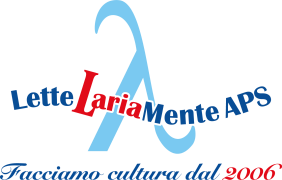 λ
LetteLariaMente APS
Facciamo cultura dal 2006